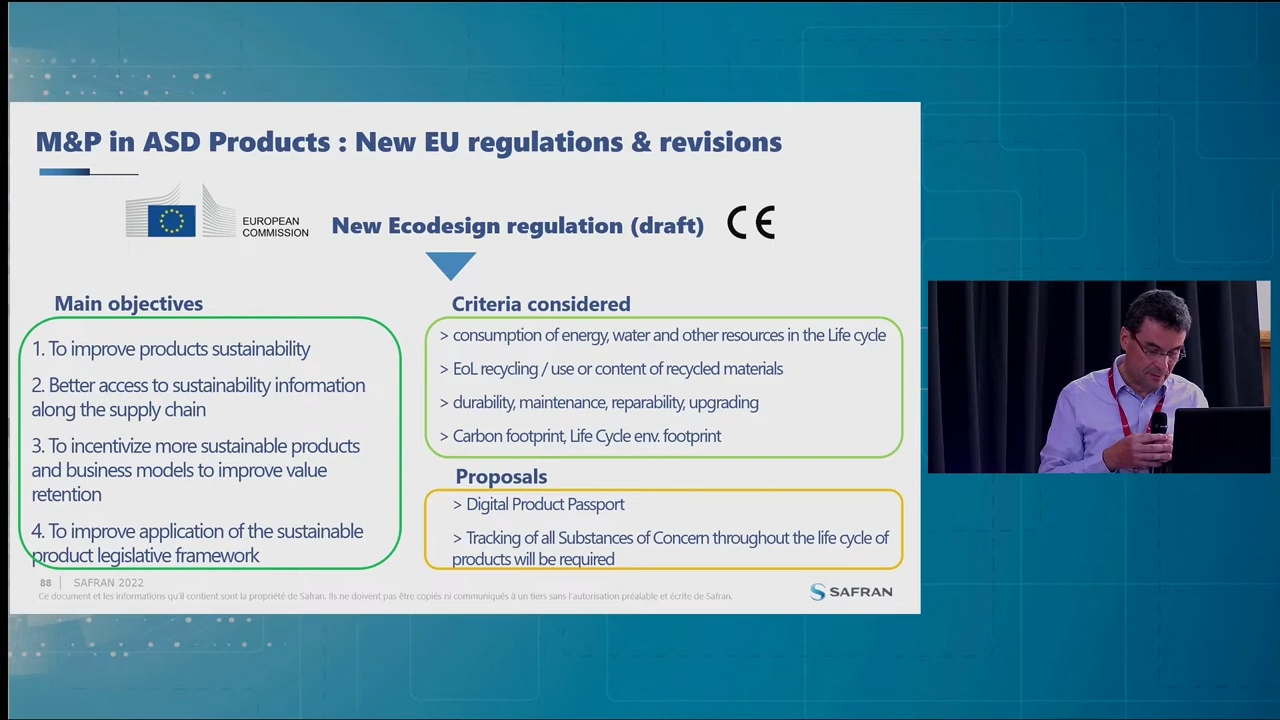 M&P in ASD Products : New EU regulations & revisions
EUROPEAN
COMMISSION
New Ecodesign regulation (draft)
CE
Main objectives
1. To improve products sustainability
2. Better access to sustainability information
along the supply chain
3. To incentivize more sustainable products
and business models to improve value
retention
4. To improve application of the sustainable
product legislative framework
Criteria considered
> consumption of energy, water and other resources in the Life cycle
> EoL recycling / use or content of recycled materials
> durability, maintenance, reparability, upgrading
> Carbon footprint, Life Cycle env. footprint
Proposals
> Digital Product Passport
> Tracking of all Substances of Concern throughout the life cycle of
products will be required
88 | SAFRAN 2022
Ce document et les informations qu'il contient sont la propriété de Safran. Ils ne doivent pas être copiés ni communiqués à un tiers sans l'autorisation préalable et écrite de Safran.
SAFRAN